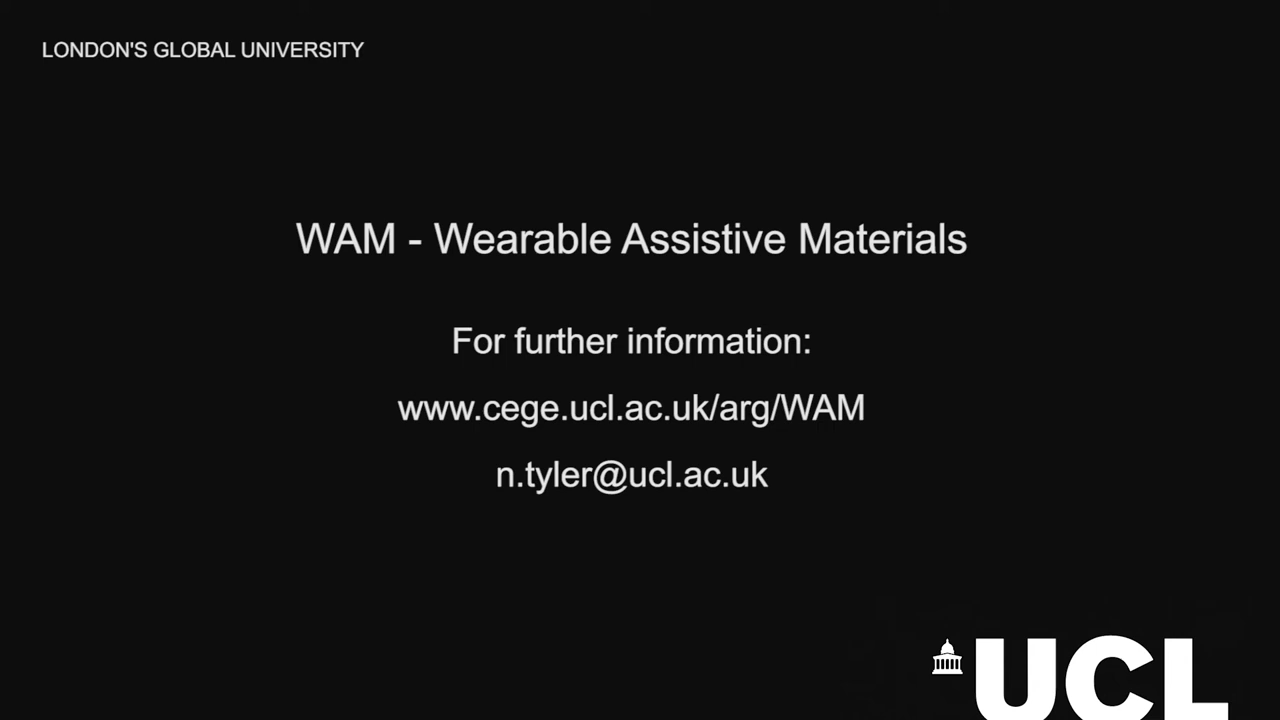 LONDON'S GLOBAL UNIVERSITY
WAM - Wearable Assistive Materials
For further information:
www.cege.ucl.ac.uk/arg/WAM
n.tyler@ucl.ac.uk
UCL